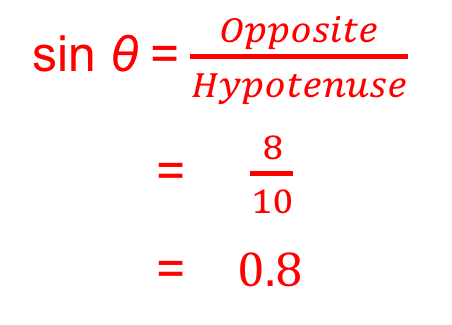 sin θ = Opposite / Hypotenuse
= 8 / 10
= 0.8